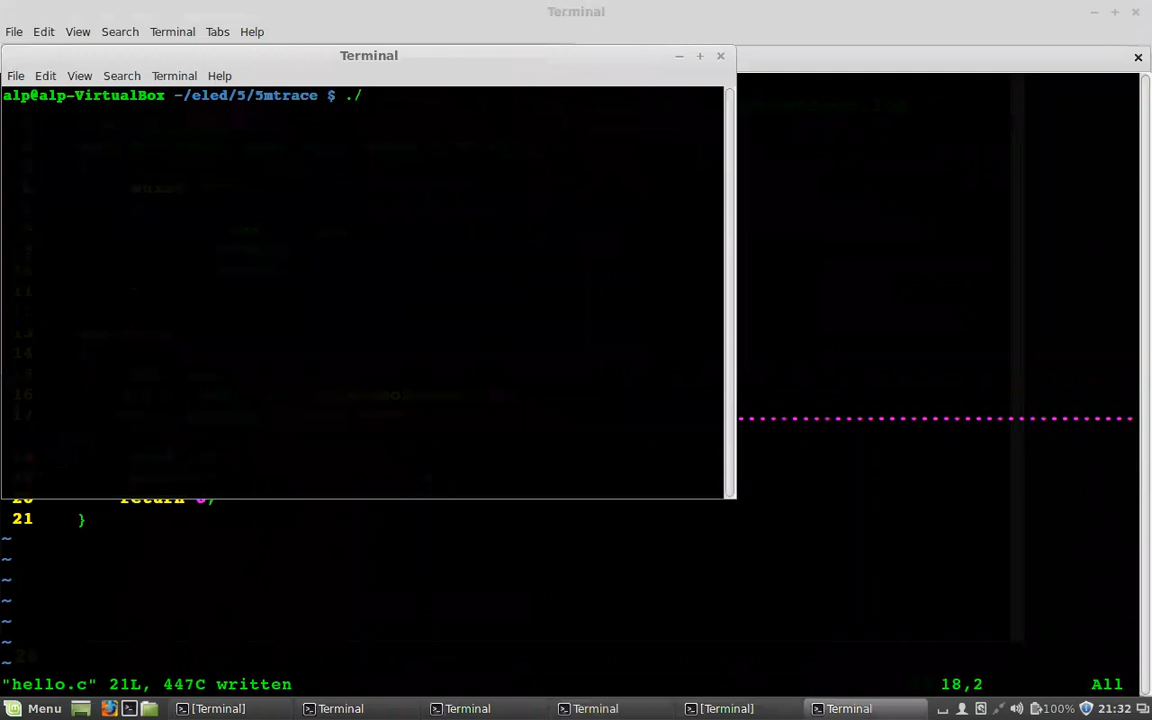 Terminal
File Edit View Search Terminal Tabs Help
Terminal
File Edit View Search Terminal Help
alp@alp-VirtualBox ~/eled/5/5mtrace $ ./
21 }
~
~
~
~
~
~
~
"hello.c" 21L, 447C written 18,2 All
Menu [Terminal] Terminal Terminal Terminal [Terminal] Terminal 100% 21:32